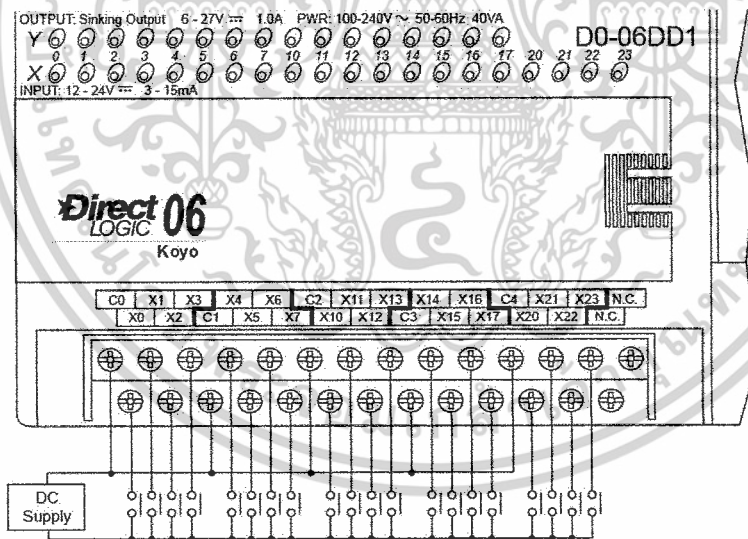 OUTPUT: Sinking Output 6 - 27V ⎓ 1.0A PWR: 100-240V ~ 50-60Hz 40VA
Y D0-06DD1
0 1 2 3 4 5 6 7 10 11 12 13 14 15 16 17 20 21 22 23
X
INPUT: 12 - 24V ⎓ 3 - 15mA
Direct
LOGIC 06
Koyo
C0 X1 X3 X4 X6 C2 X11 X13 X14 X16 C4 X21 X23 N.C.
X0 X2 C1 X5 X7 X10 X12 C3 X15 X17 X20 X22 N.C.
DC
Supply